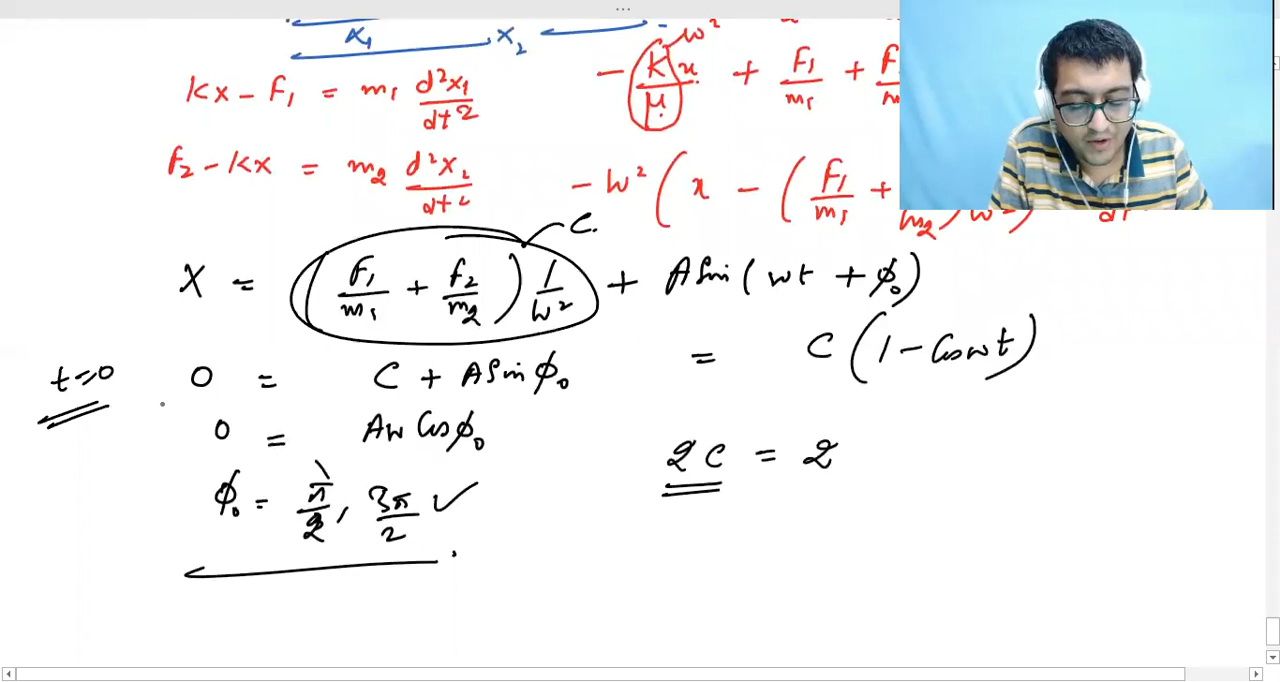 x₁ x₂
kx - F₁ = m₁ d²x₁/dt²
- (k/μ) x + F₁/m₁ +
w²
F₂ - kx = m₂ d²x₂/dt²
- w² ( x - ( F₁/m₁ +
C.
x = ( F₁/m₁ + F₂/m₂ ) 1/w² + A sin( wt + ϕ₀ )
= C ( 1 - cos wt )
t=0 0 = C + A sin ϕ₀
0 = Aw cos ϕ₀
2C = 2
ϕ₀ = π/2 , 3π/2 ✓